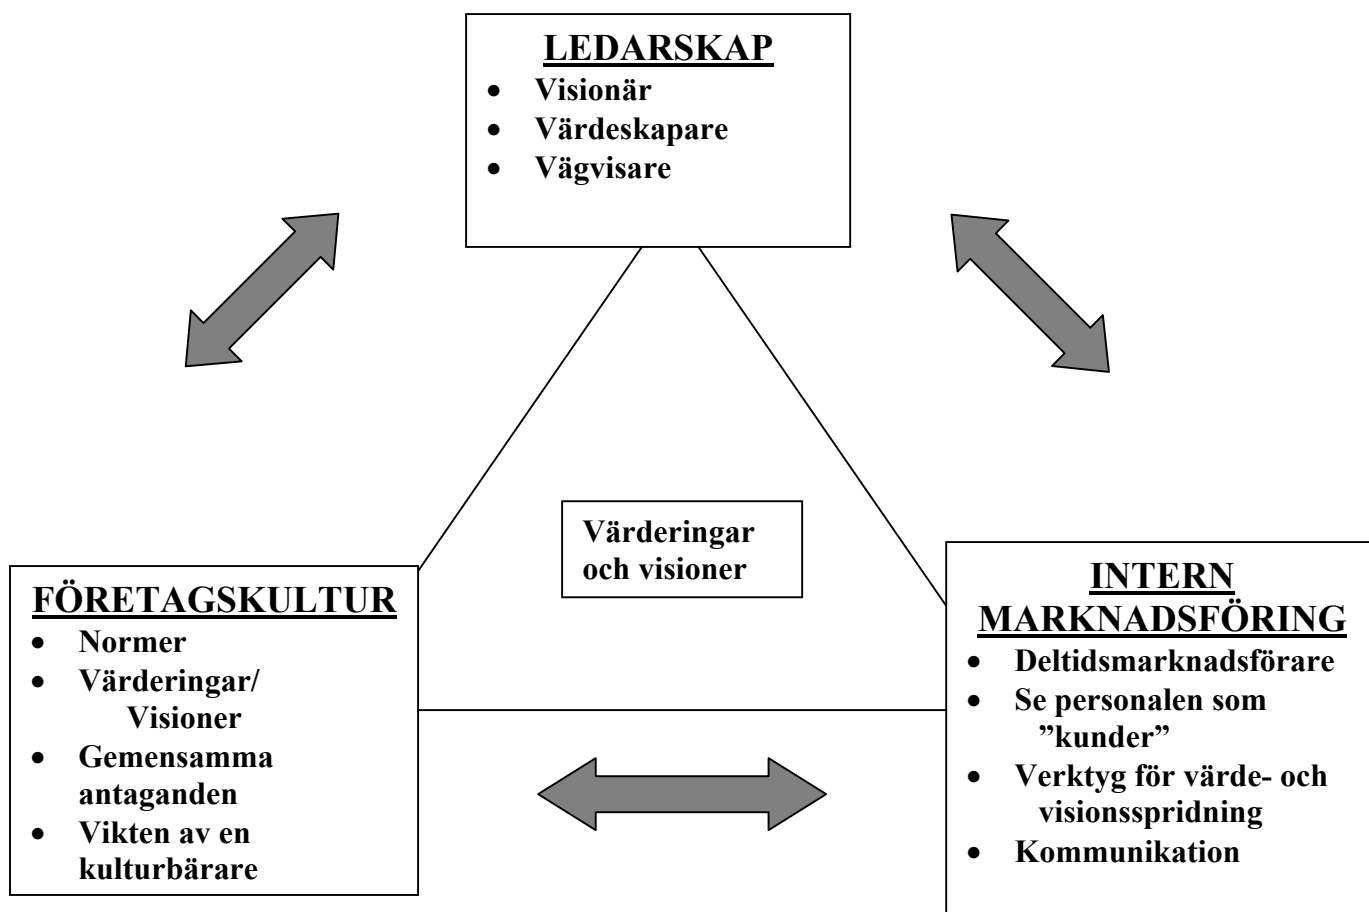 LEDARSKAP
• Visionär
• Värdeskapare
• Vägvisare
Värderingar
och visioner
FÖRETAGSKULTUR
• Normer
• Värderingar/
Visioner
• Gemensamma
antaganden
• Vikten av en
kulturbärare
INTERN
MARKNADSFÖRING
• Deltidsmarknadsförare
• Se personalen som
”kunder”
• Verktyg för värde- och
visionsspridning
• Kommunikation